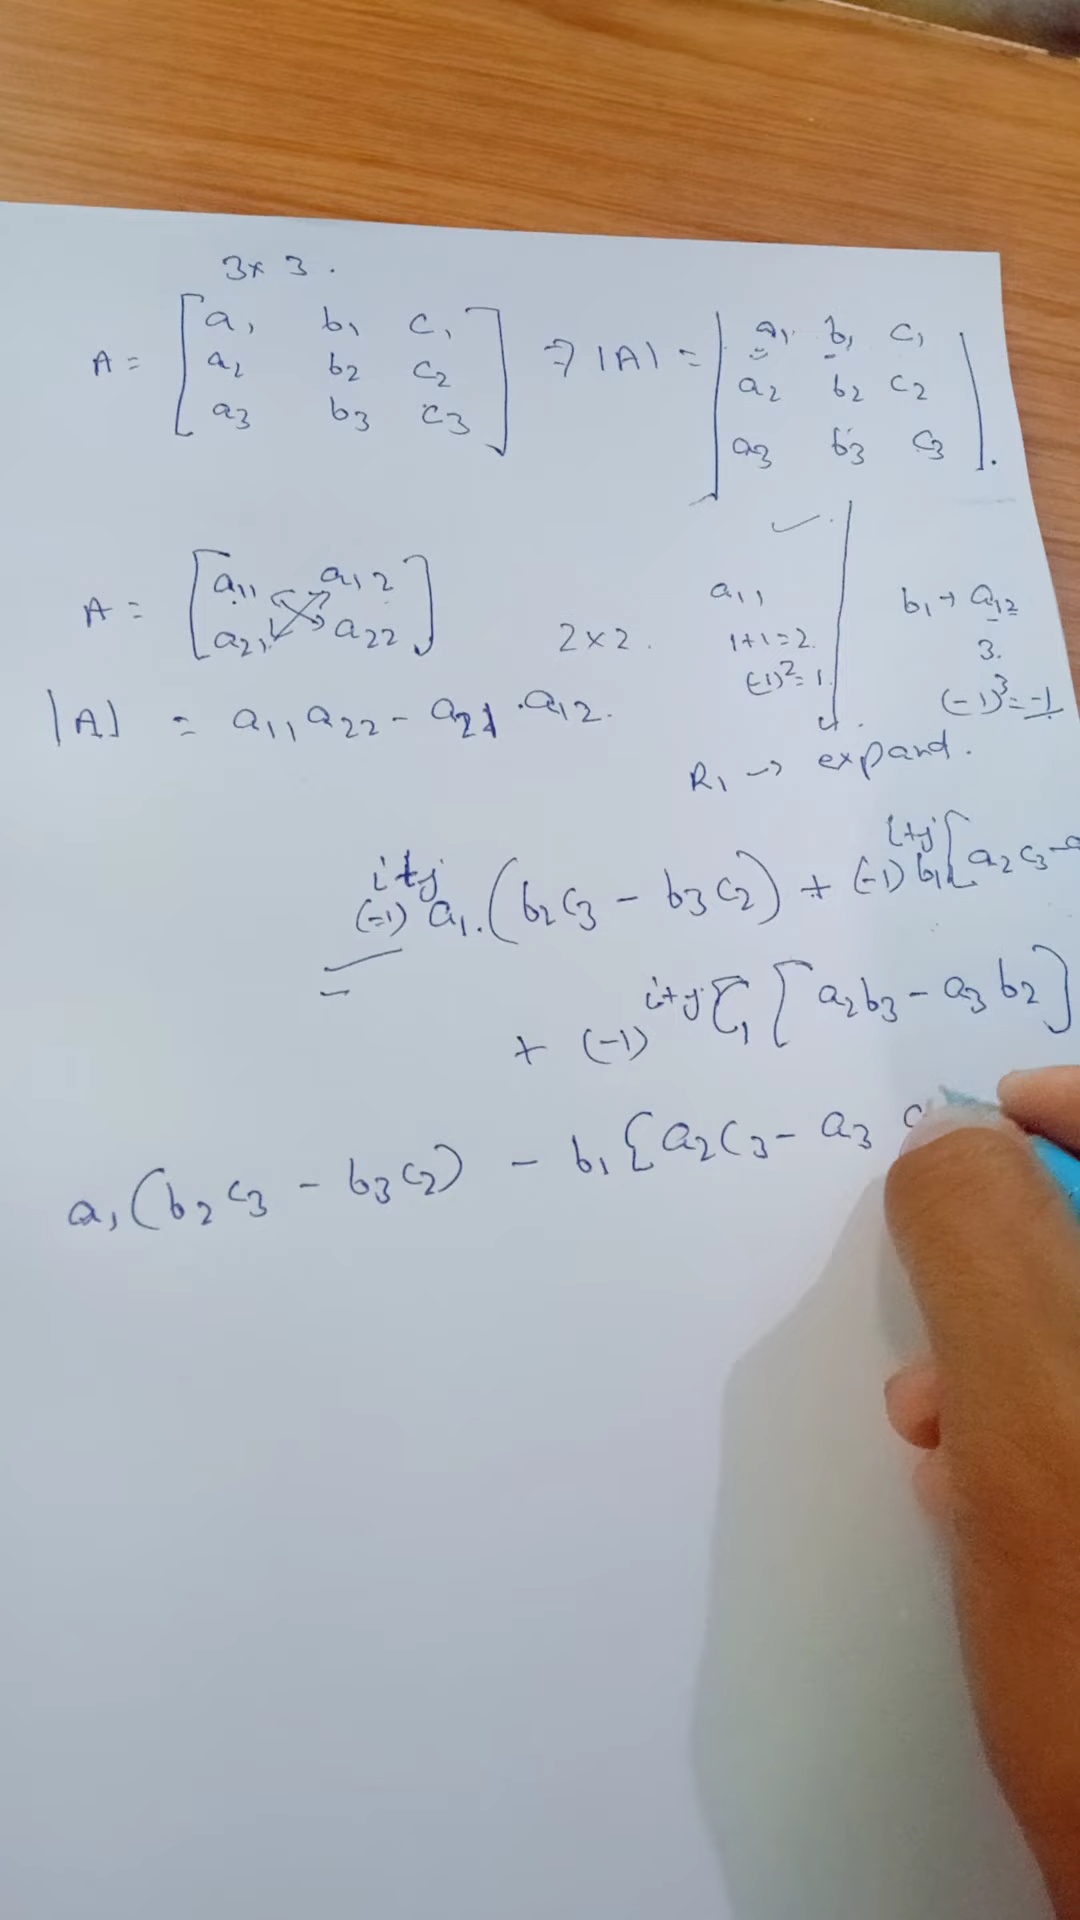 3x 3.
A = [a₁ b₁ c₁ ⇒ |A| = | a₁ b₁ c₁
a₂ b₂ c₂ a₂ b₂ c₂
a₃ b₃ c₃] a₃ b₃ c₃ |.
A = [a₁₁ a₁₂
a₂₁ a₂₂] 2 x 2.
|A| = a₁₁ a₂₂ - a₂₁ · a₁₂.
a₁₁
1+1=2.
(-1)² = 1.
b₁ → a₁₂
3.
(-1)³ = -1
R₁ → expand.
(-1)^(i+j) a₁.(b₂c₃ - b₃c₂) + (-1)^(i+j) b₁[a₂c₃ -
+ (-1)^(i+j) C₁ [a₂b₃ - a₃b₂]
a₁(b₂c₃ - b₃c₂) - b₁{a₂c₃ - a₃